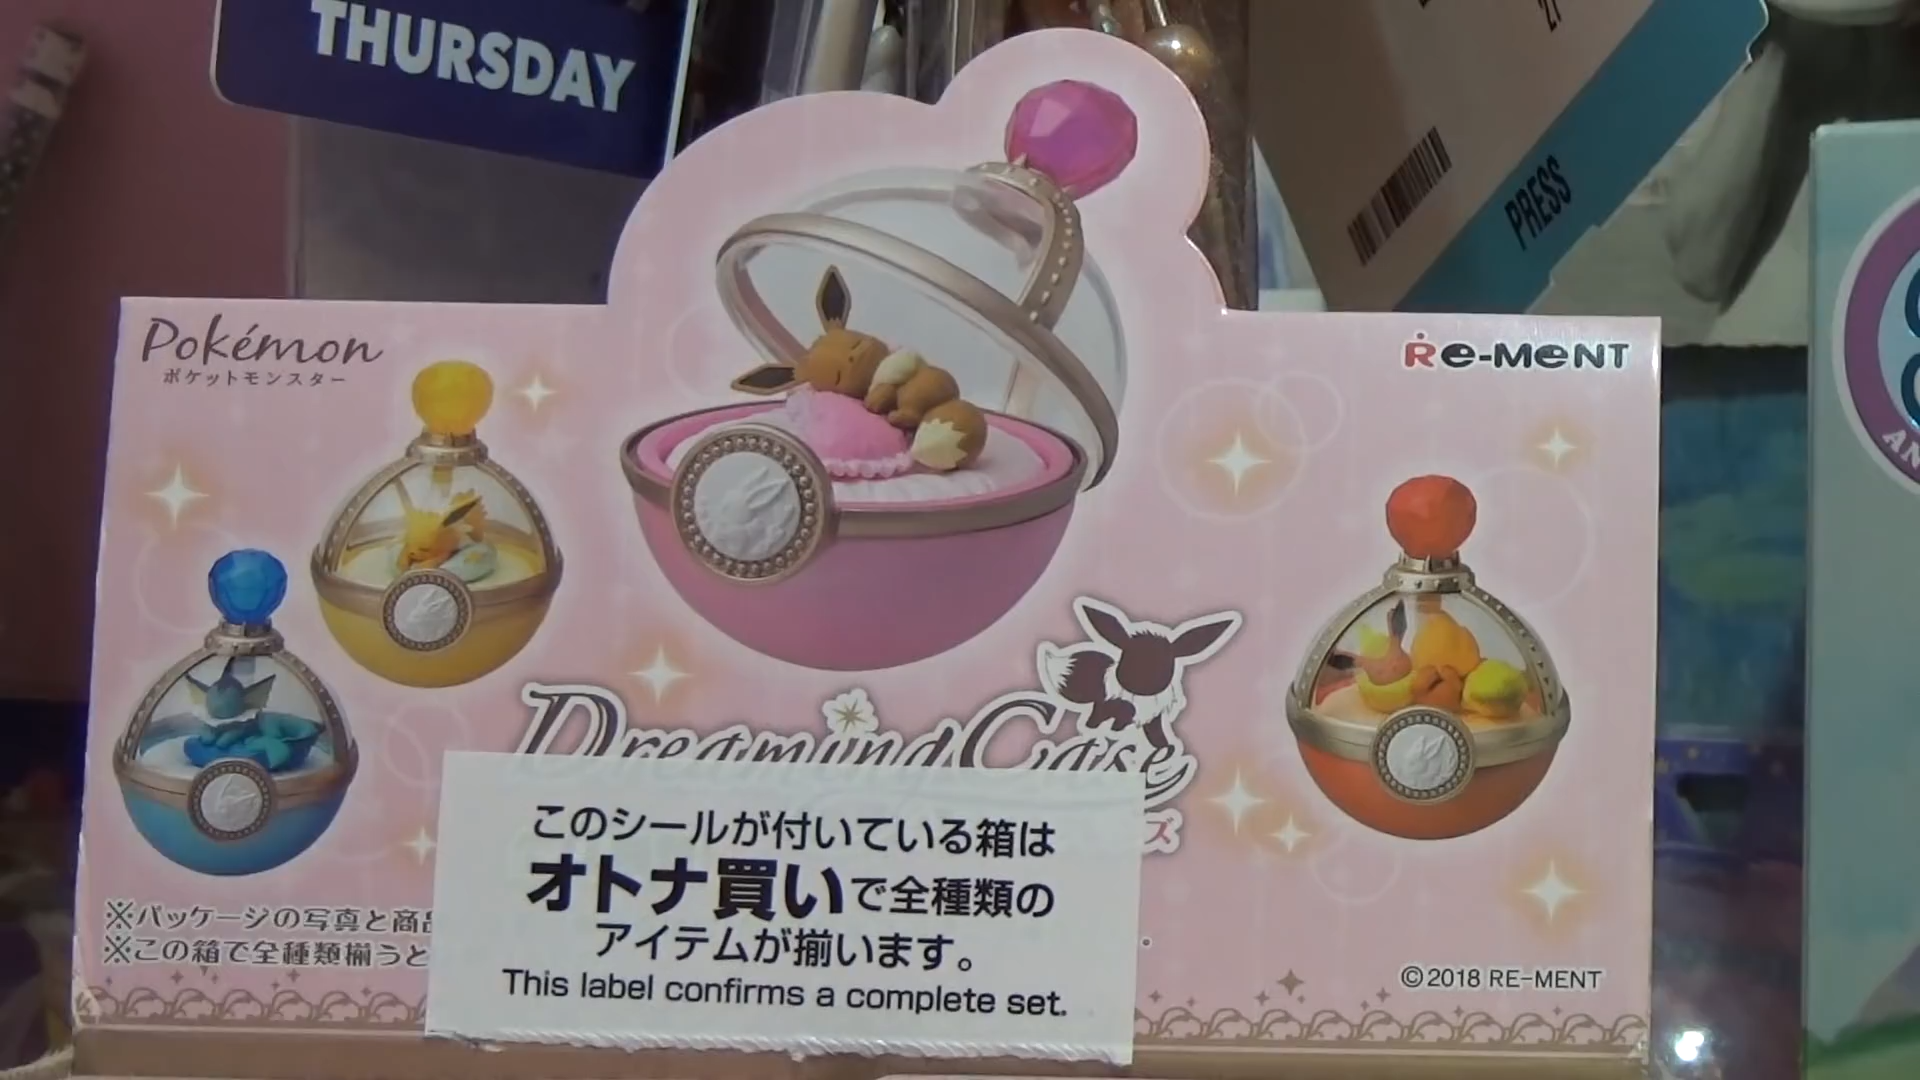 THURSDAY
PRESS
Pokémon
ポケットモンスター
Re-MeNT
Dreaming Case
ズ
このシールが付いている箱は
オトナ買いで全種類の
アイテムが揃います。
This label confirms a complete set.
※パッケージの写真と商品
※この箱で全種類揃うと
©2018 RE-MENT